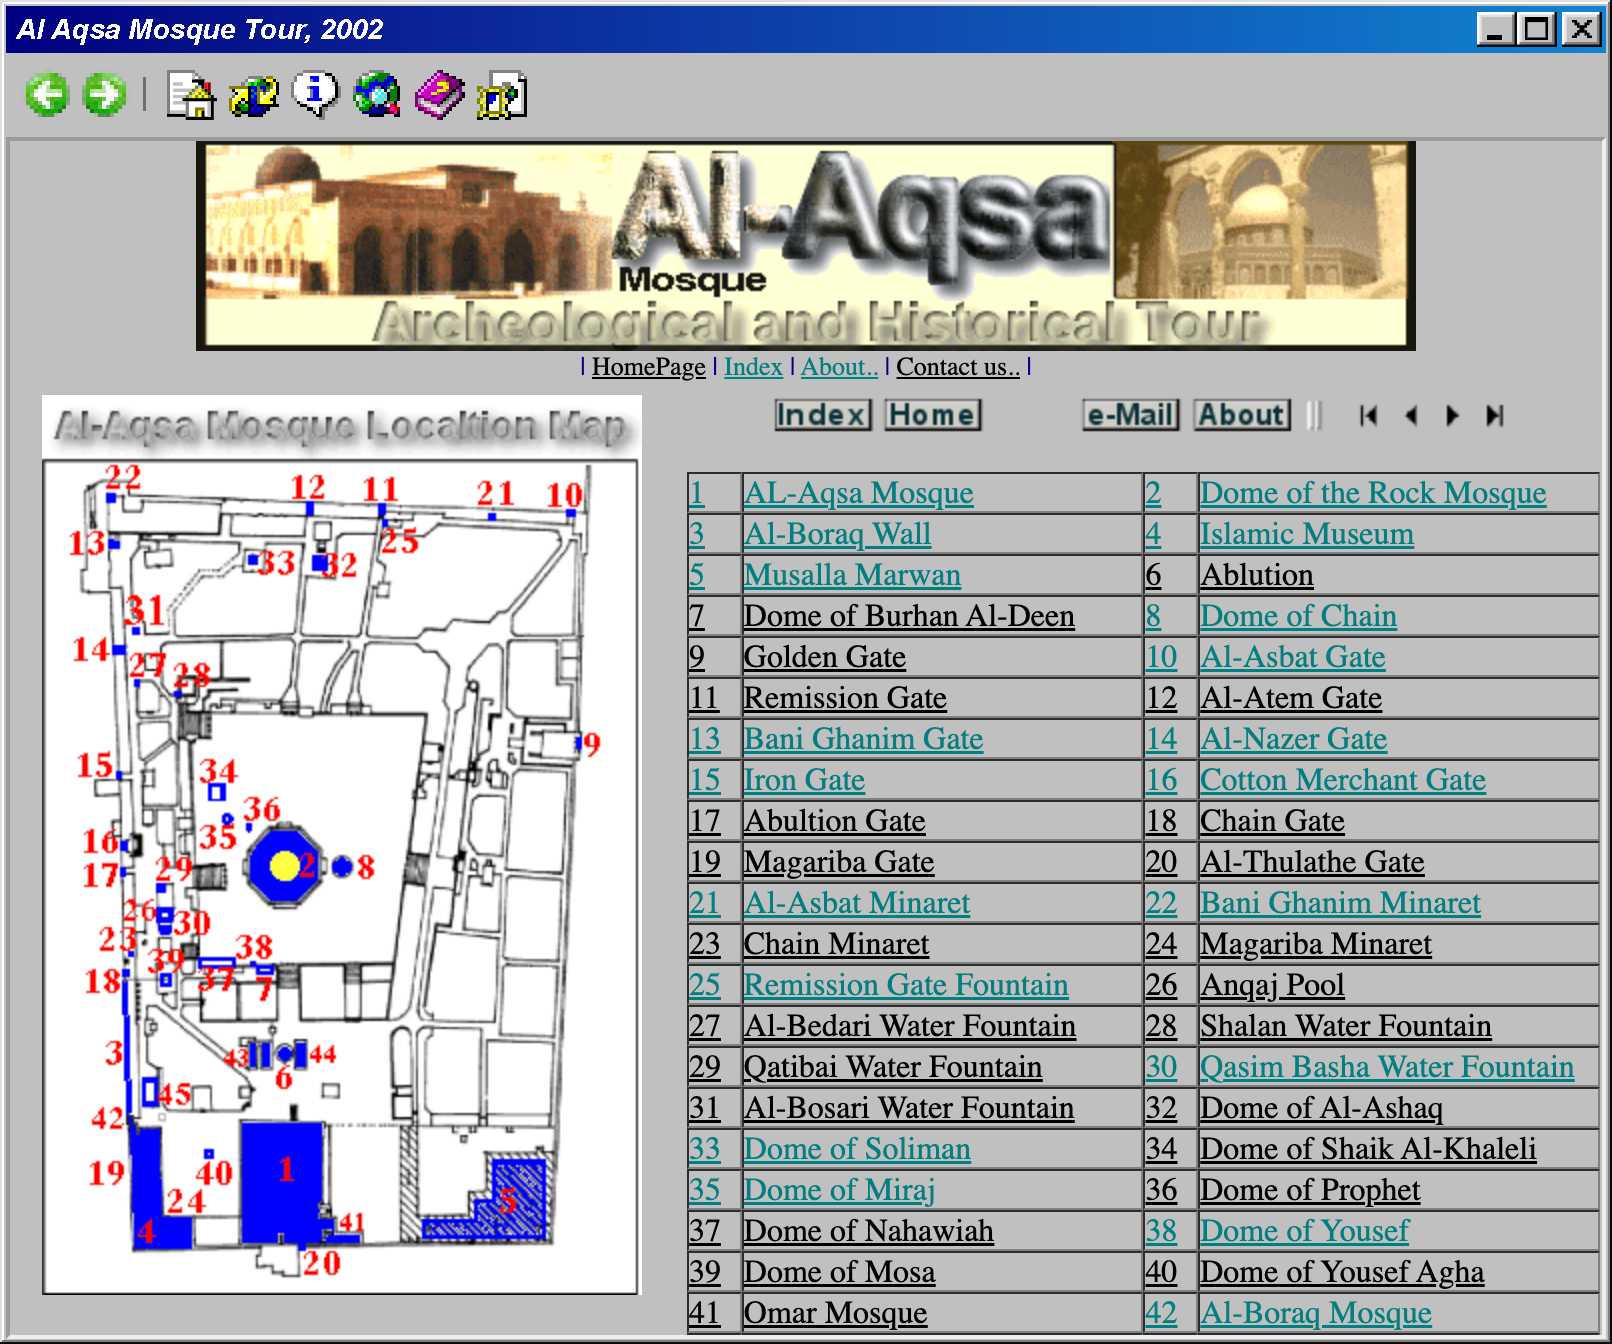 Al Aqsa Mosque Tour, 2002
Al-Aqsa
Mosque
Archeological and Historical Tour
| HomePage | Index | About.. | Contact us.. |
Al-Aqsa Mosque Localtion Map
Index Home e-Mail About
22 12 11 21 10
13 33 32 25
31
14 27 28
9
15 34
36
16 35
17 29 2 8
26 30
23 38
39 37 7
18
3 43 44
6
45
42
19 40 1
24 5
4 41
20
1 AL-Aqsa Mosque 2 Dome of the Rock Mosque
3 Al-Boraq Wall 4 Islamic Museum
5 Musalla Marwan 6 Ablution
7 Dome of Burhan Al-Deen 8 Dome of Chain
9 Golden Gate 10 Al-Asbat Gate
11 Remission Gate 12 Al-Atem Gate
13 Bani Ghanim Gate 14 Al-Nazer Gate
15 Iron Gate 16 Cotton Merchant Gate
17 Abultion Gate 18 Chain Gate
19 Magariba Gate 20 Al-Thulathe Gate
21 Al-Asbat Minaret 22 Bani Ghanim Minaret
23 Chain Minaret 24 Magariba Minaret
25 Remission Gate Fountain 26 Anqaj Pool
27 Al-Bedari Water Fountain 28 Shalan Water Fountain
29 Qatibai Water Fountain 30 Qasim Basha Water Fountain
31 Al-Bosari Water Fountain 32 Dome of Al-Ashaq
33 Dome of Soliman 34 Dome of Shaik Al-Khaleli
35 Dome of Miraj 36 Dome of Prophet
37 Dome of Nahawiah 38 Dome of Yousef
39 Dome of Mosa 40 Dome of Yousef Agha
41 Omar Mosque 42 Al-Boraq Mosque